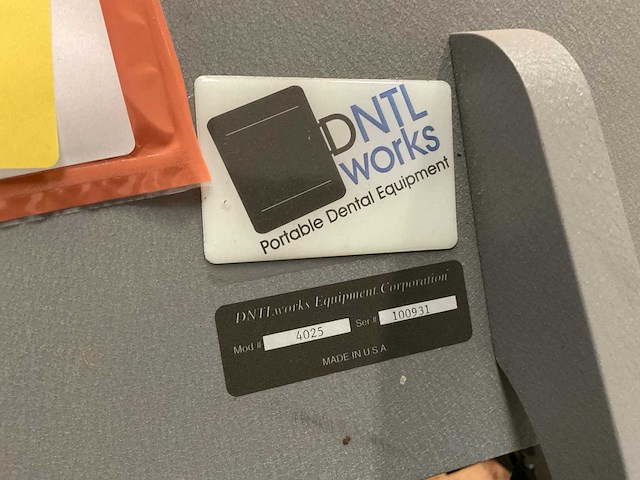 DNTL
works
Portable Dental Equipment
DNTLworks Equipment Corporation
Mod # 4025 Ser # 100931
MADE IN U.S.A